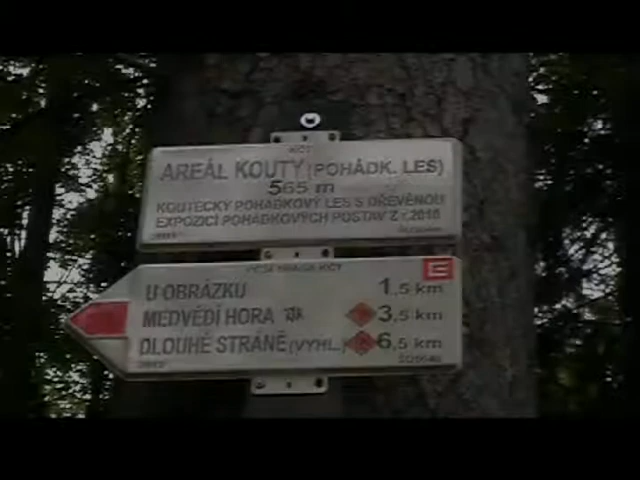 KČT
AREÁL KOUTY (POHÁDK. LES)
565 m
KOUTECKÝ POHÁDKOVÝ LES S DŘEVĚNOU
EXPOZICÍ POHÁDKOVÝCH POSTAV Z r. 2010
U OBRÁZKU 1,5 km
MEDVĚDÍ HORA 3,5 km
DLOUHÉ STRÁNĚ (VYHL.) 6,5 km